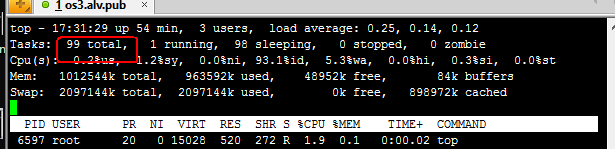 1 os3.alv.pub
top - 17:31:29 up 54 min, 3 users, load average: 0.25, 0.14, 0.12
Tasks: 99 total, 1 running, 98 sleeping, 0 stopped, 0 zombie
Cpu(s): 0.2%us, 1.2%sy, 0.0%ni, 93.1%id, 5.3%wa, 0.0%hi, 0.3%si, 0.0%st
Mem: 1012544k total, 963592k used, 48952k free, 84k buffers
Swap: 2097144k total, 2097144k used, 0k free, 898972k cached
PID USER PR NI VIRT RES SHR S %CPU %MEM TIME+ COMMAND
6597 root 20 0 15028 520 272 R 1.9 0.1 0:00.02 top